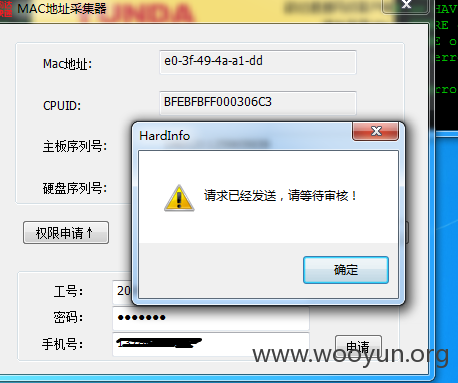 MAC地址采集器
YUNDA
HAV
RE
Mac地址:
e0-3f-49-4a-a1-dd
CPUID:
BFEBFBFF000306C3
主板序列号:
硬盘序列号:
HardInfo
请求已经发送，请等待审核！
确定
权限申请↑
工号:
20
密码:
●●●●●●●
手机号:
申请
www.wooyun.org